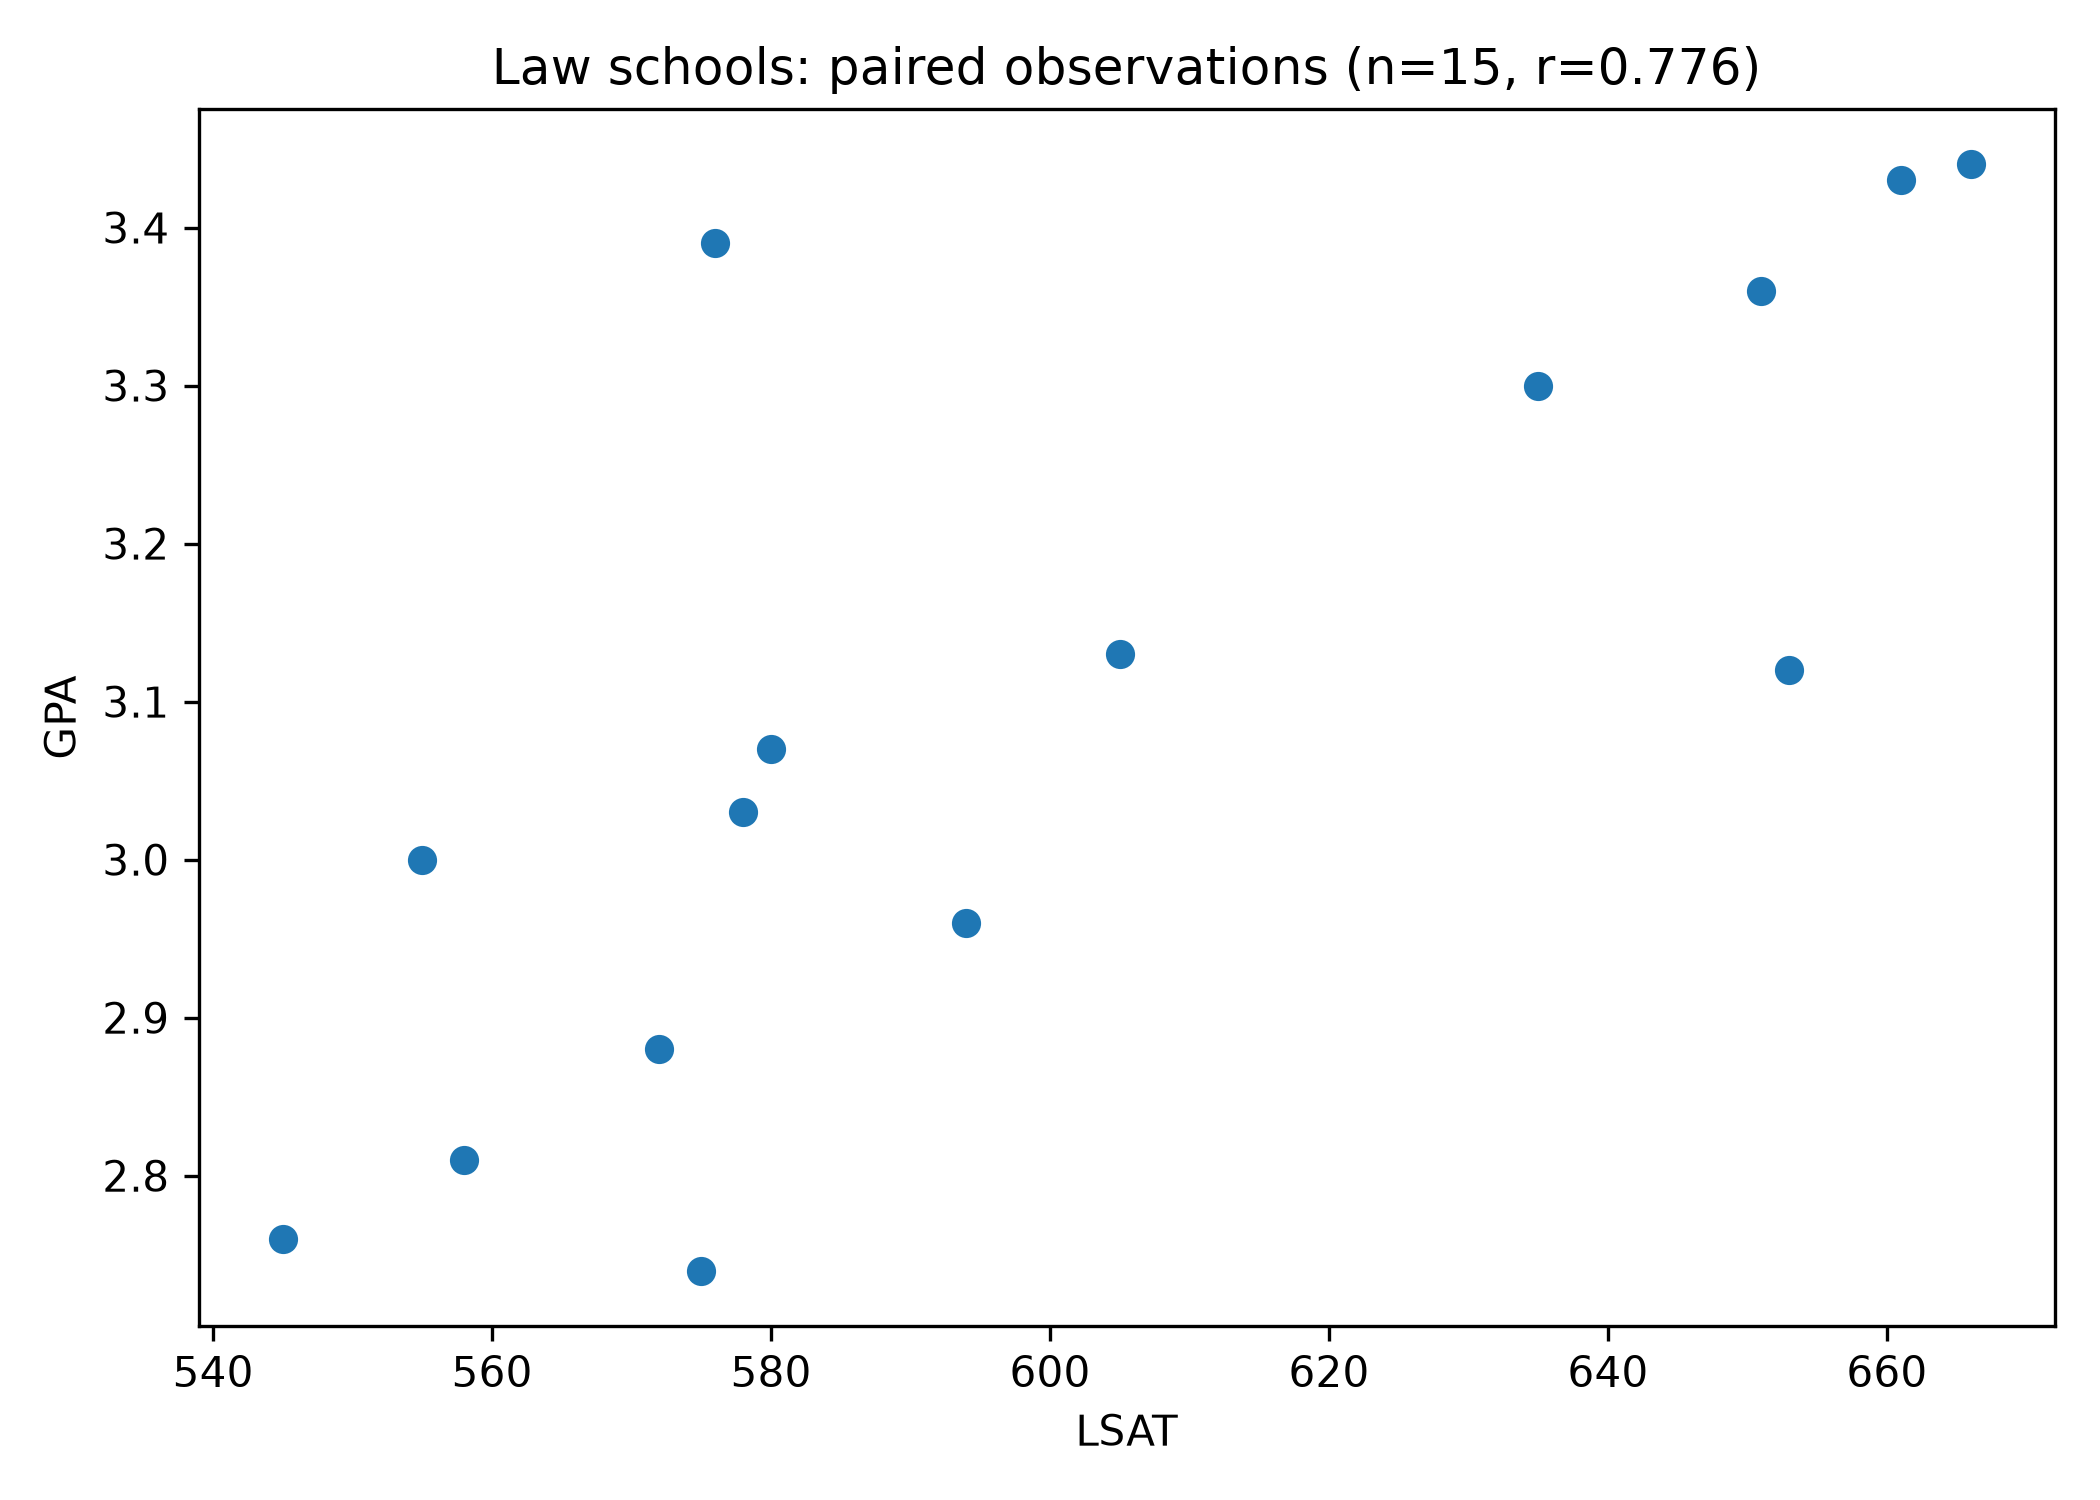 Law schools: paired observations (n=15, r=0.776)
3.4
3.3
3.2
3.1
3.0
2.9
2.8
GPA
540 560 580 600 620 640 660
LSAT